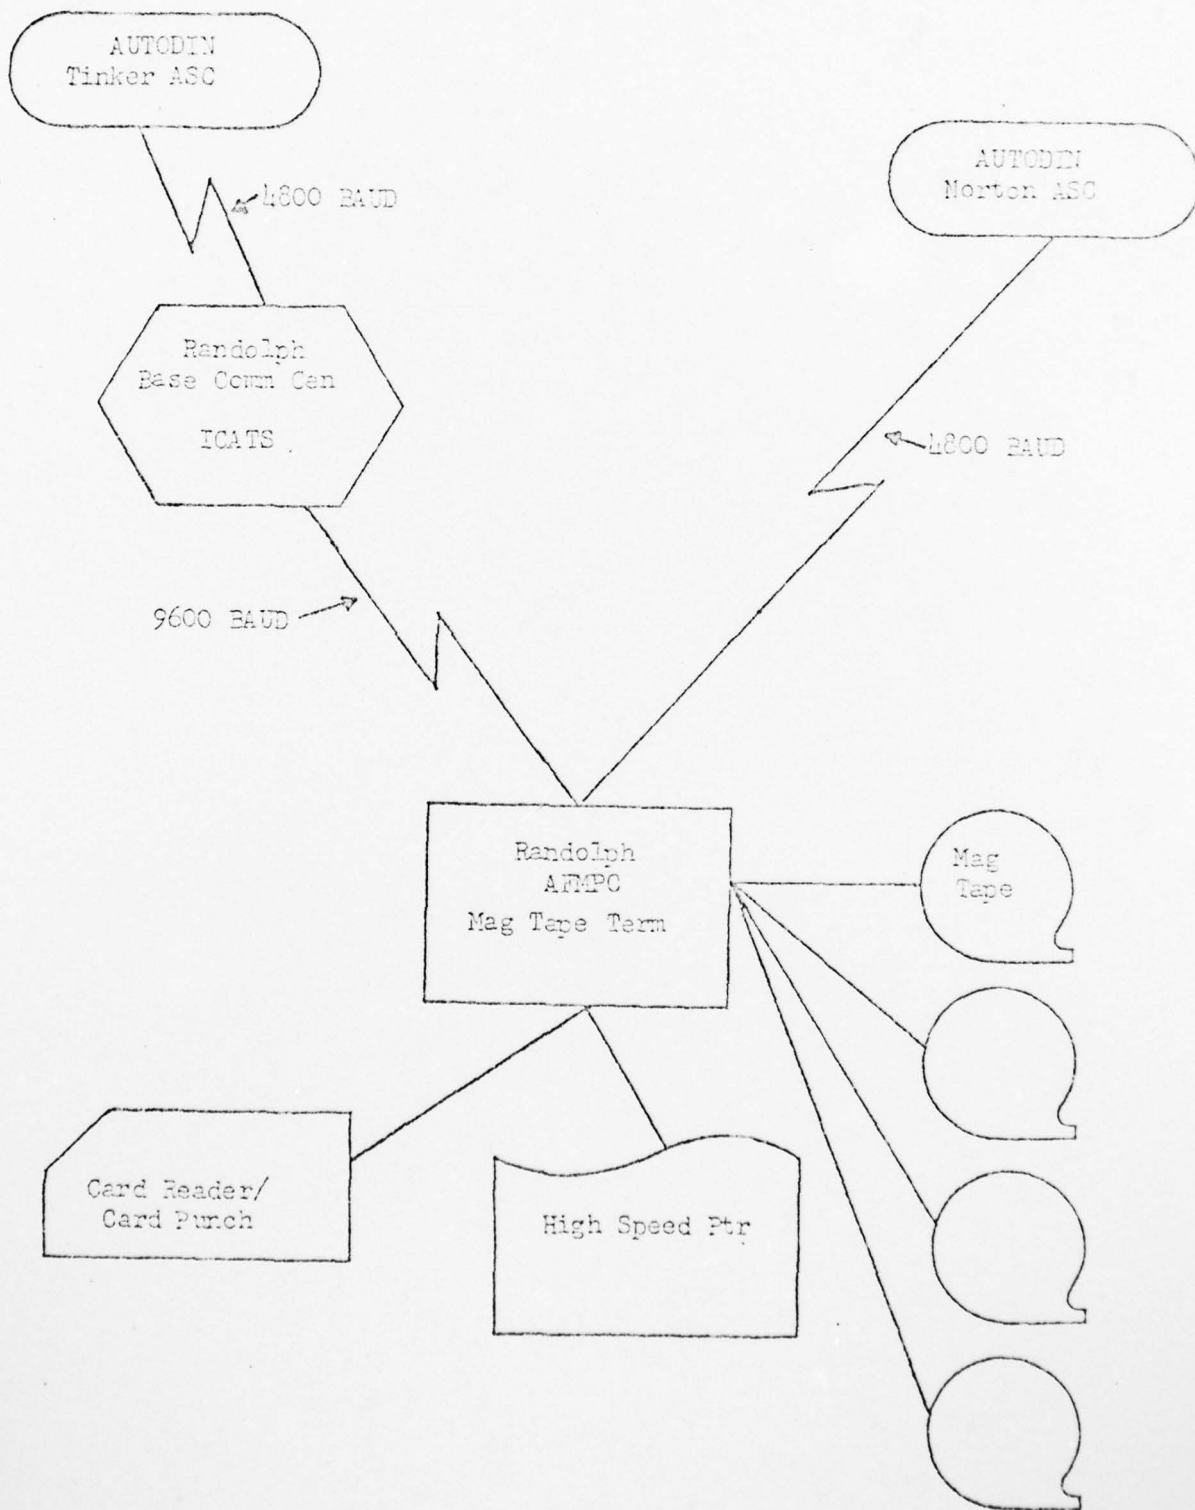 AUTODIN
Tinker ASC
AUTODIN
Norton ASC
4800 BAUD
Randolph
Base Comm Cen
ICATS
4800 BAUD
9600 BAUD
Randolph
AFMPC
Mag Tape Term
Mag
Tape
Card Reader/
Card Punch
High Speed Ptr